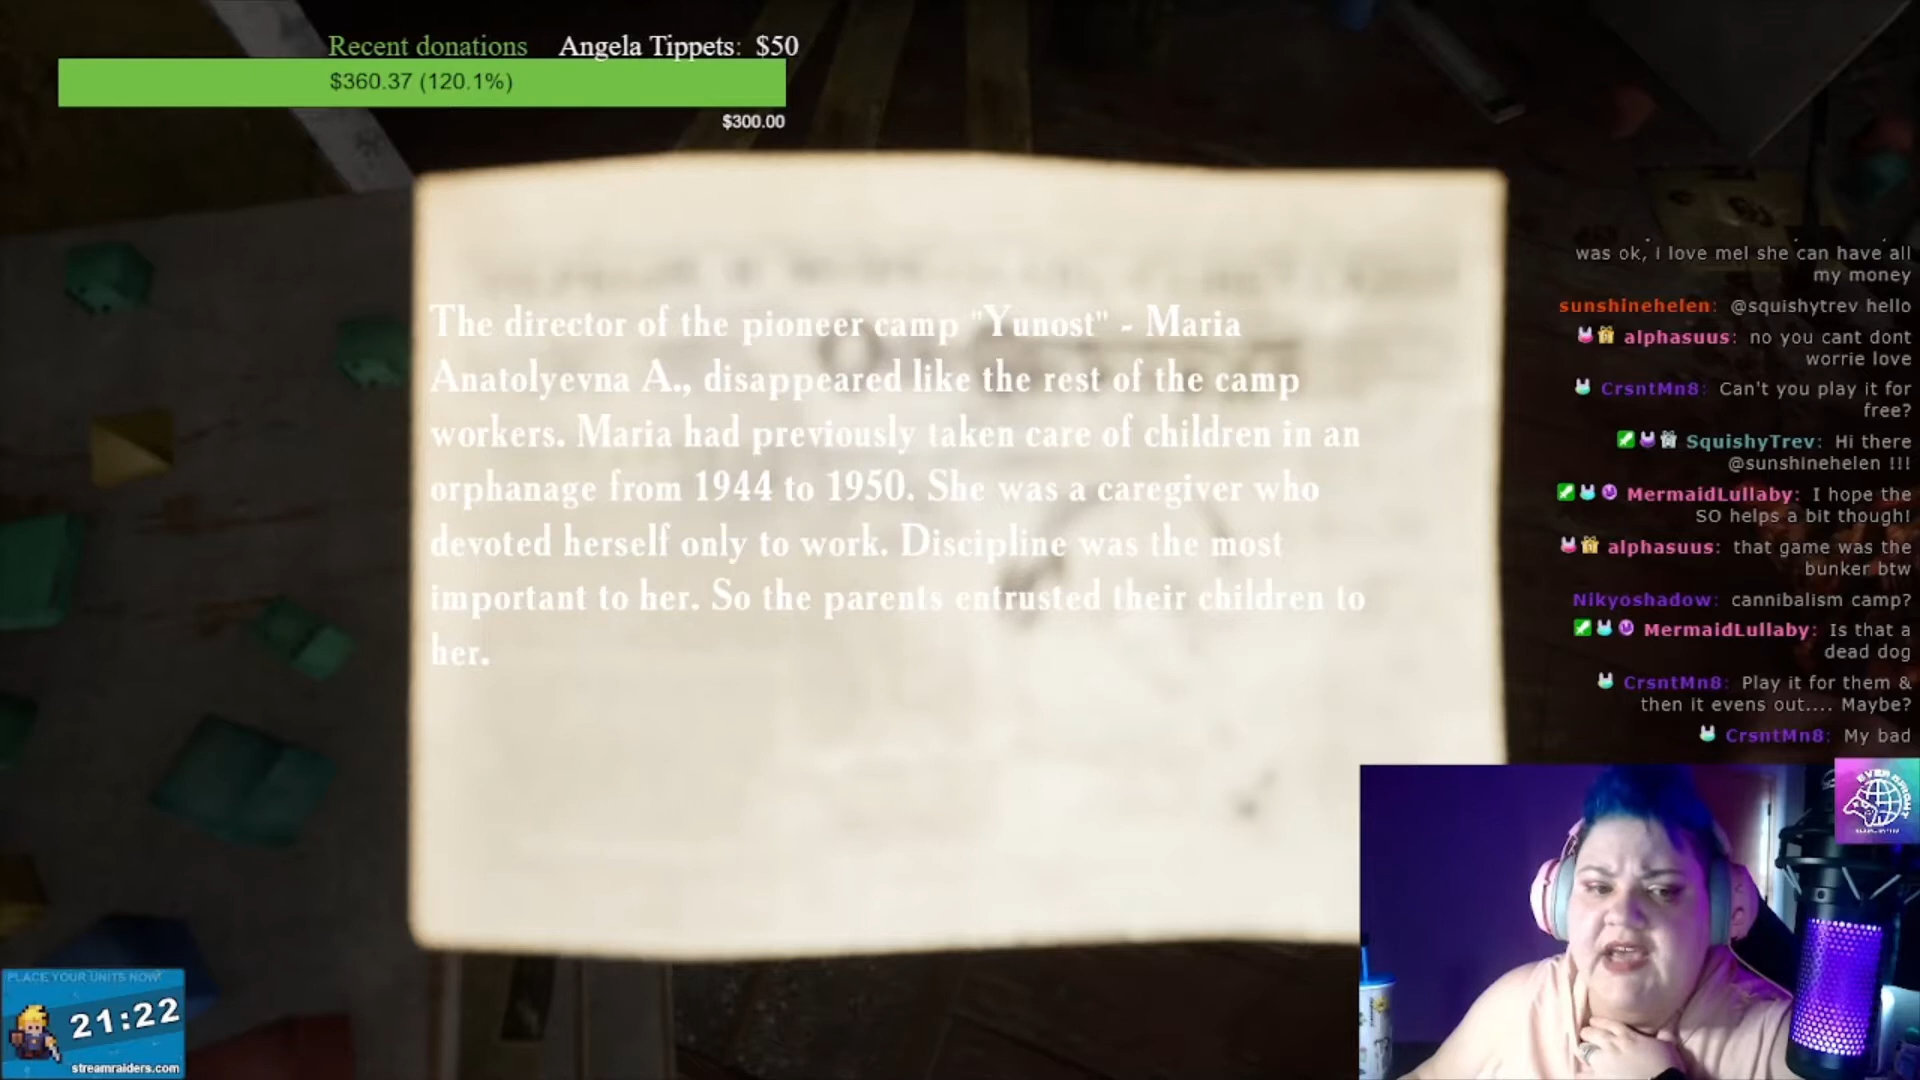 Recent donations Angela Tippets: $50
$360.37 (120.1%)
$300.00
The director of the pioneer camp "Yunost" - Maria
Anatolyevna A., disappeared like the rest of the camp
workers. Maria had previously taken care of children in an
orphanage from 1944 to 1950. She was a caregiver who
devoted herself only to work. Discipline was the most
important to her. So the parents entrusted their children to
her.
was ok, I love mel she can have all
my money
sunshinehelen: @squishytrev hello
alphasuus: no you cant dont
worrie love
CrsntMn8: Can't you play it for
free?
SquishyTrev: Hi there
@sunshinehelen !!!
MermaidLullaby: I hope the
SO helps a bit though!
alphasuus: that game was the
bunker btw
Nikyoshadow: cannibalism camp?
MermaidLullaby: Is that a
dead dog
CrsntMn8: Play it for them &
then it evens out.... Maybe?
CrsntMn8: My bad
PLACE YOUR UNITS NOW
21:22
streamraiders.com